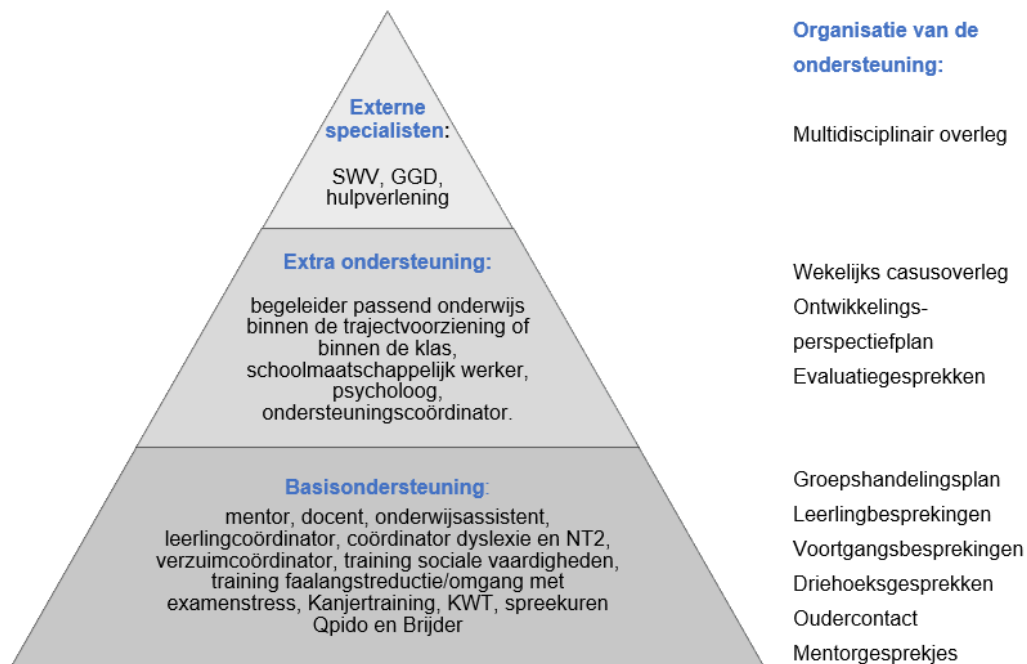 Organisatie van de
ondersteuning:
Externe
specialisten:
SWV, GGD,
hulpverlening
Multidisciplinair overleg
Extra ondersteuning:
begeleider passend onderwijs
binnen de trajectvoorziening of
binnen de klas,
schoolmaatschappelijk werker,
psycholoog,
ondersteuningscoördinator.
Wekelijks casusoverleg
Ontwikkelings-
perspectiefplan
Evaluatiegesprekken
Basisondersteuning:
mentor, docent, onderwijsassistent,
leerlingcoördinator, coördinator dyslexie en NT2,
verzuimcoördinator, training sociale vaardigheden,
training faalangstreductie/omgang met
examenstress, Kanjertraining, KWT, spreekuren
Qpido en Brijder
Groepshandelingsplan
Leerlingbesprekingen
Voortgangsbesprekingen
Driehoeksgesprekken
Oudercontact
Mentorgesprekjes